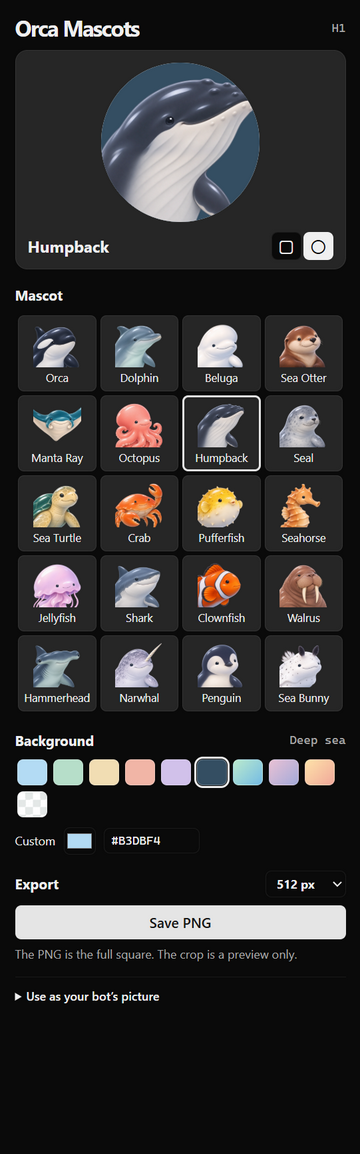 Orca Mascots
H1
Humpback
Mascot
Orca
Dolphin
Beluga
Sea Otter
Manta Ray
Octopus
Humpback
Seal
Sea Turtle
Crab
Pufferfish
Seahorse
Jellyfish
Shark
Clownfish
Walrus
Hammerhead
Narwhal
Penguin
Sea Bunny
Background
Deep sea
Custom
#B3DBF4
Export
512 px
Save PNG
The PNG is the full square. The crop is a preview only.
Use as your bot’s picture